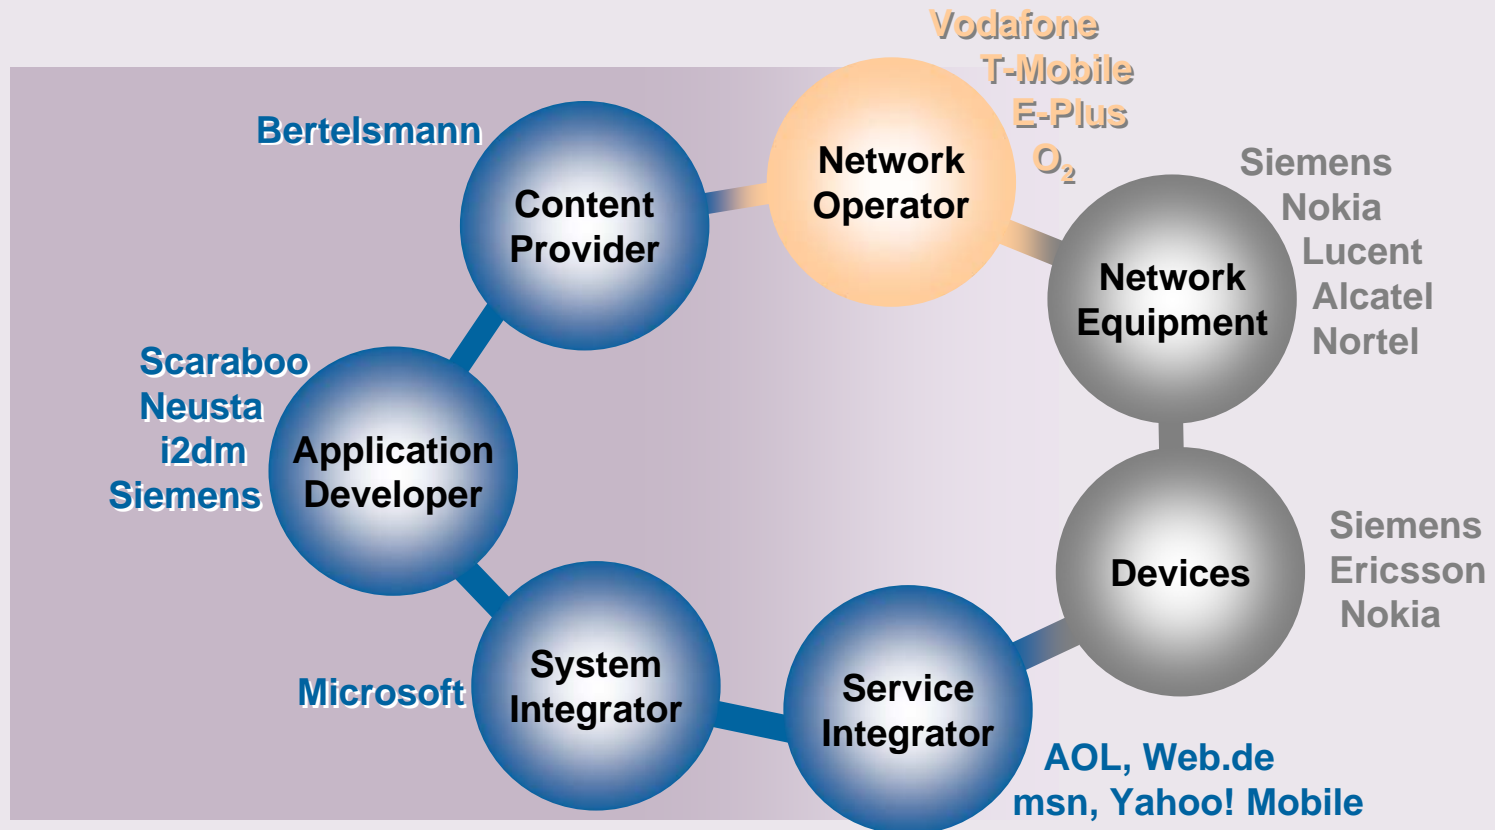 Vodafone
T-Mobile
E-Plus
O₂
Bertelsmann
Content
Provider
Network
Operator
Siemens
Nokia
Lucent
Alcatel
Nortel
Network
Equipment
Scaraboo
Neusta
i2dm
Siemens
Application
Developer
Devices
Siemens
Ericsson
Nokia
Microsoft
System
Integrator
Service
Integrator
AOL, Web.de
msn, Yahoo! Mobile